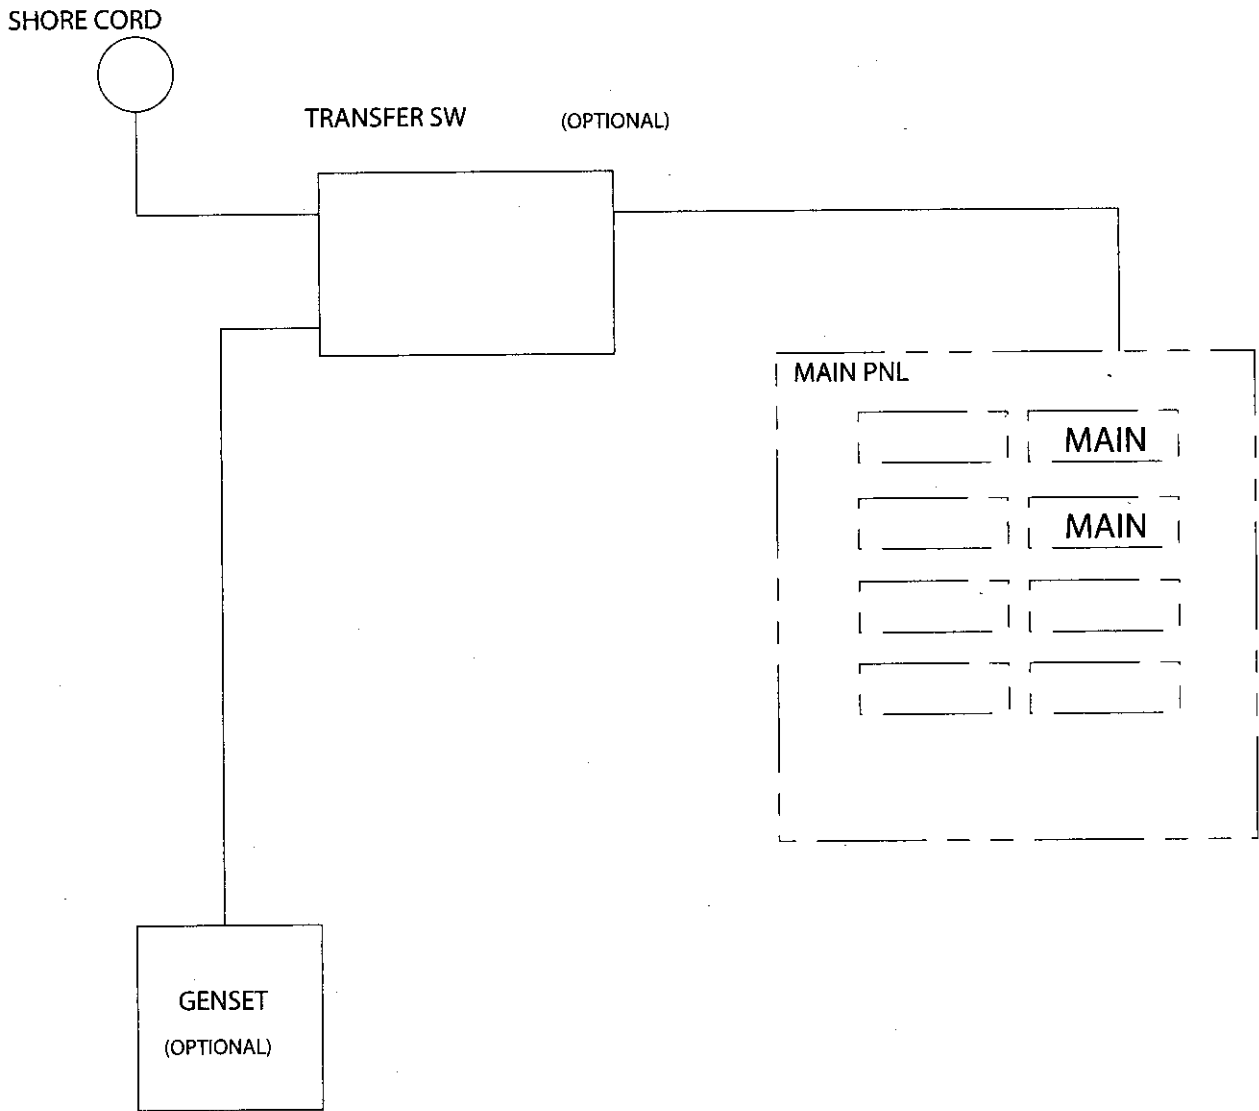 SHORE CORD
TRANSFER SW (OPTIONAL)
MAIN PNL
MAIN
MAIN
GENSET
(OPTIONAL)